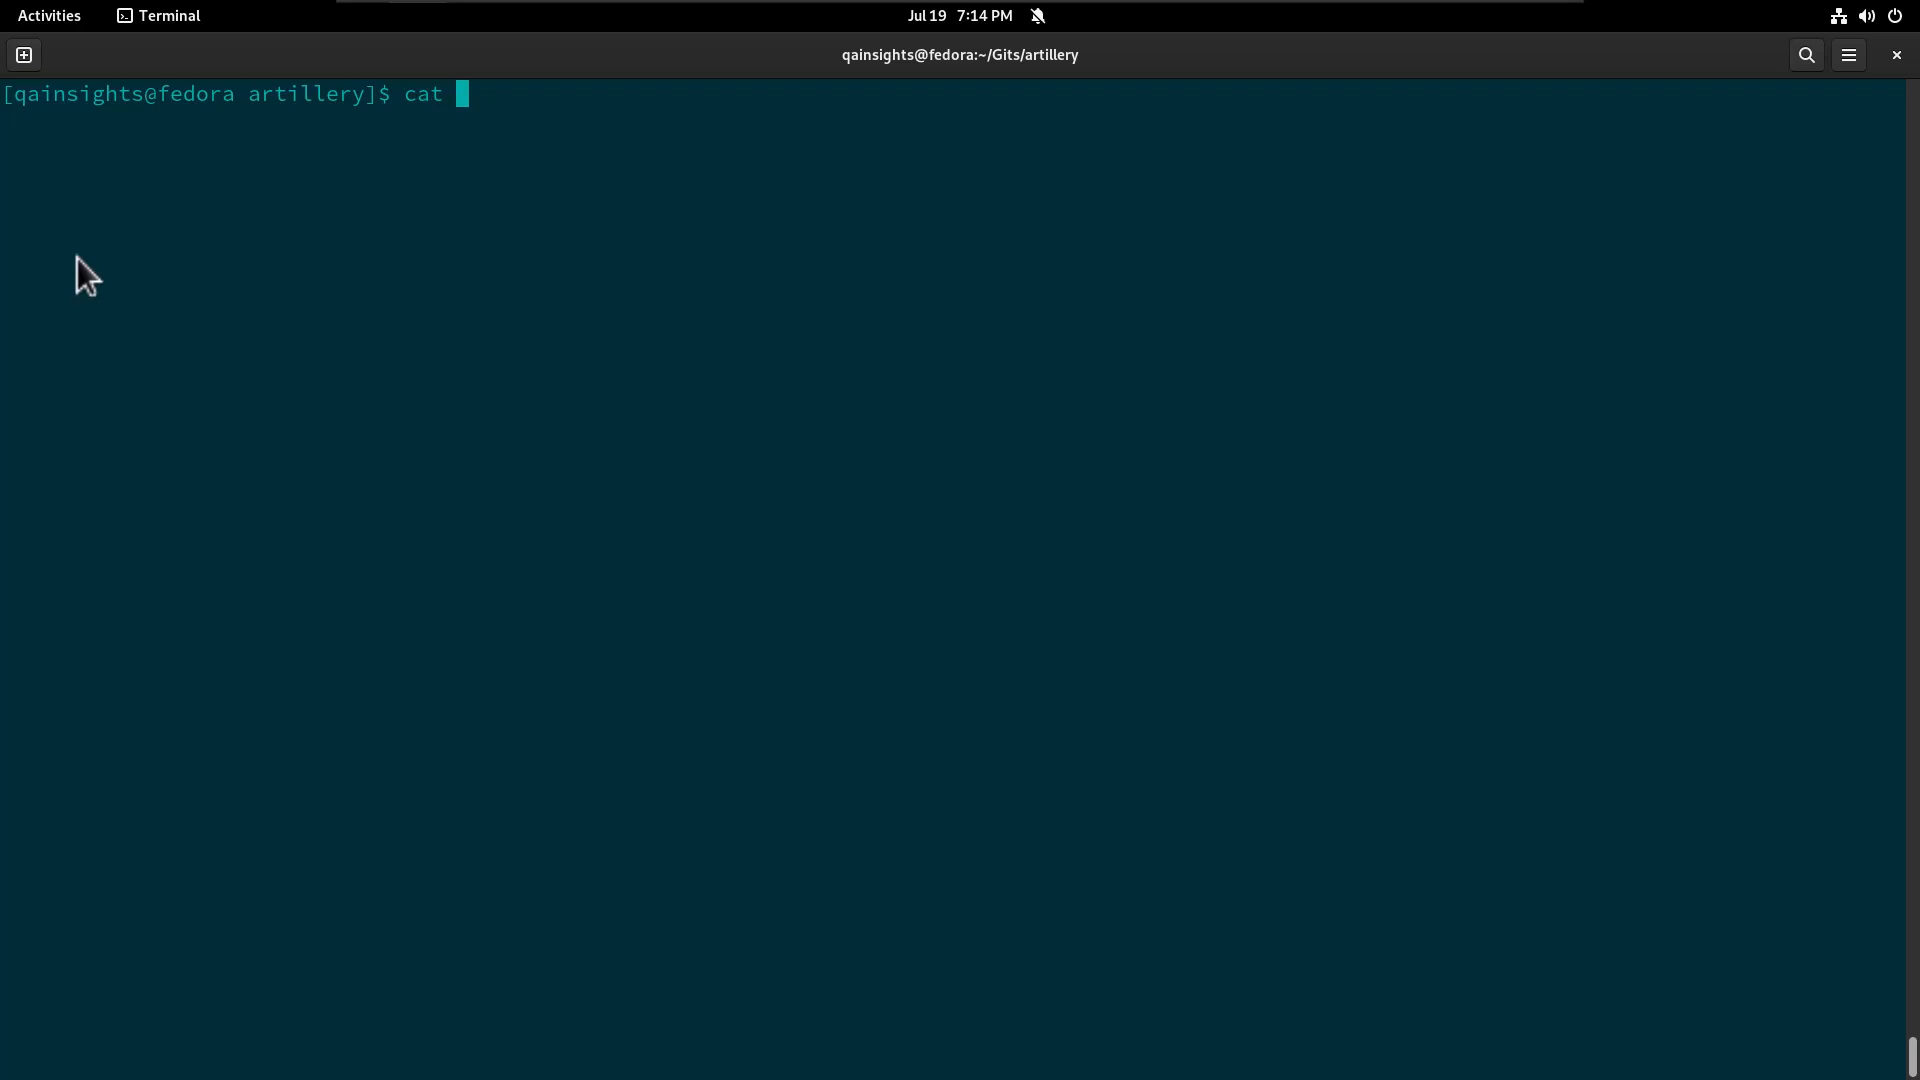 Activities Terminal Jul 19 7:14 PM
qainsights@fedora:~/Gits/artillery
[qainsights@fedora artillery]$ cat